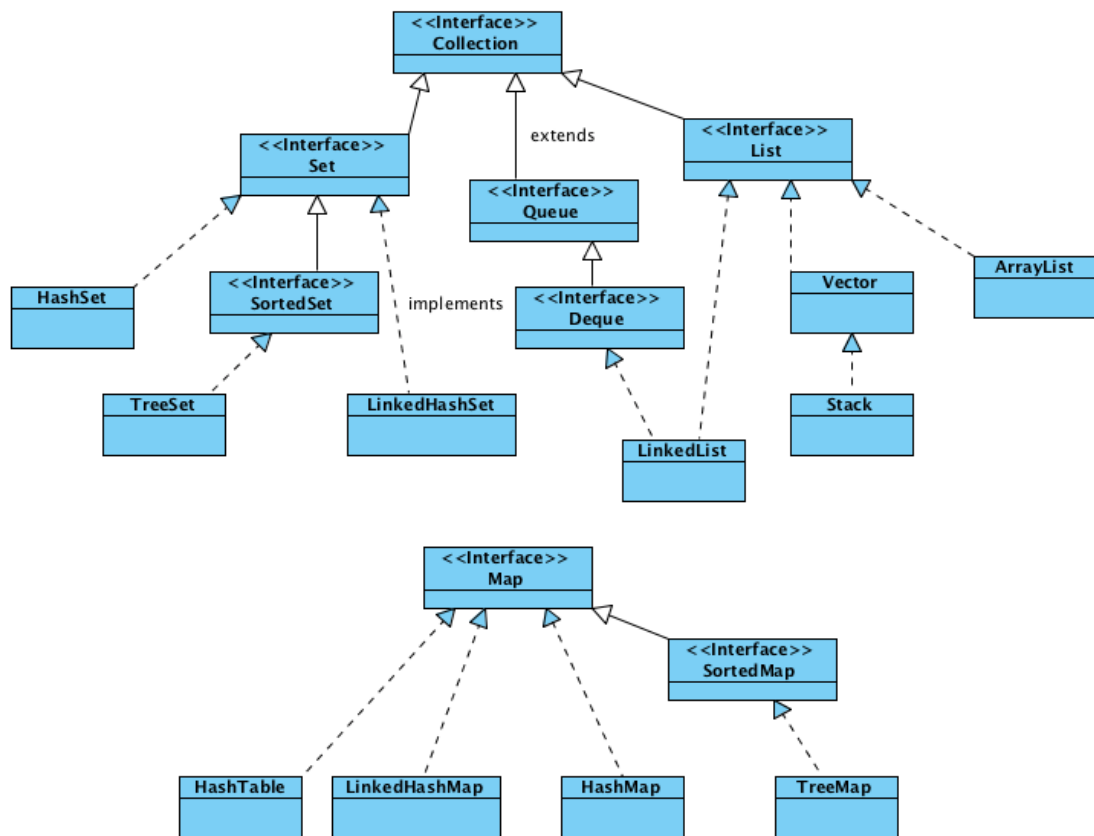 <<Interface>>
Collection
<<Interface>>
Set
extends
<<Interface>>
List
<<Interface>>
Queue
HashSet
<<Interface>>
SortedSet
implements
<<Interface>>
Deque
Vector
ArrayList
TreeSet
LinkedHashSet
LinkedList
Stack
<<Interface>>
Map
<<Interface>>
SortedMap
HashTable
LinkedHashMap
HashMap
TreeMap